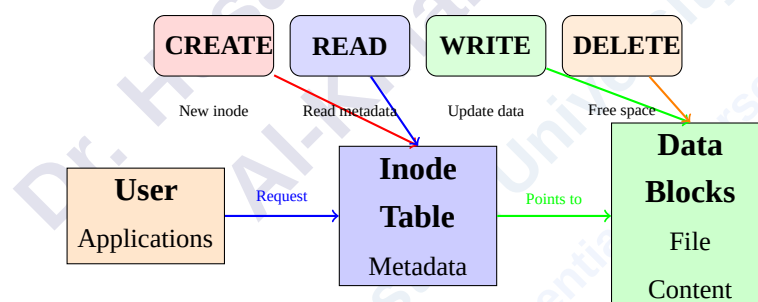 CREATE READ WRITE DELETE
New inode Read metadata Update data Free space
User
Applications
Request
Inode
Table
Metadata
Points to
Data
Blocks
File
Content
Dr.